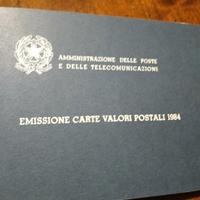 AMMINISTRAZIONE DELLE POSTE
E DELLE TELECOMUNICAZIONI
EMISSIONE CARTE VALORI POSTALI 1984